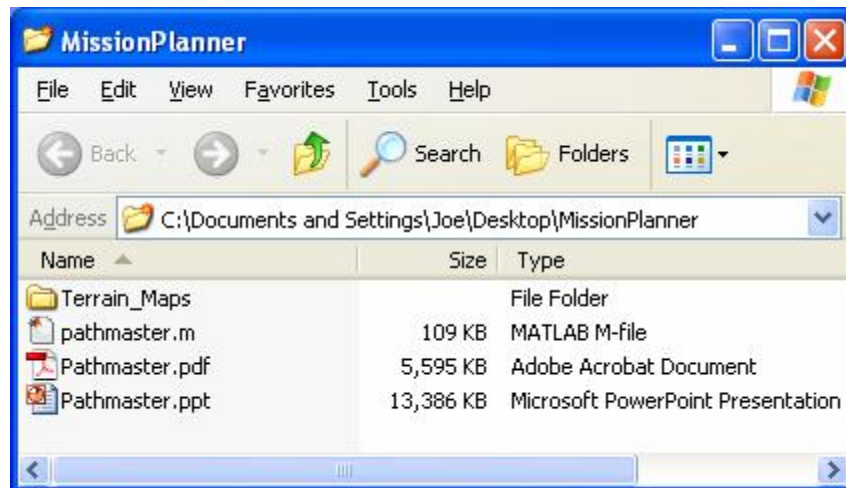 MissionPlanner
File Edit View Favorites Tools Help
Back Search Folders
Address C:\Documents and Settings\Joe\Desktop\MissionPlanner
Name Size Type
Terrain_Maps File Folder
pathmaster.m 109 KB MATLAB M-file
Pathmaster.pdf 5,595 KB Adobe Acrobat Document
Pathmaster.ppt 13,386 KB Microsoft PowerPoint Presentation